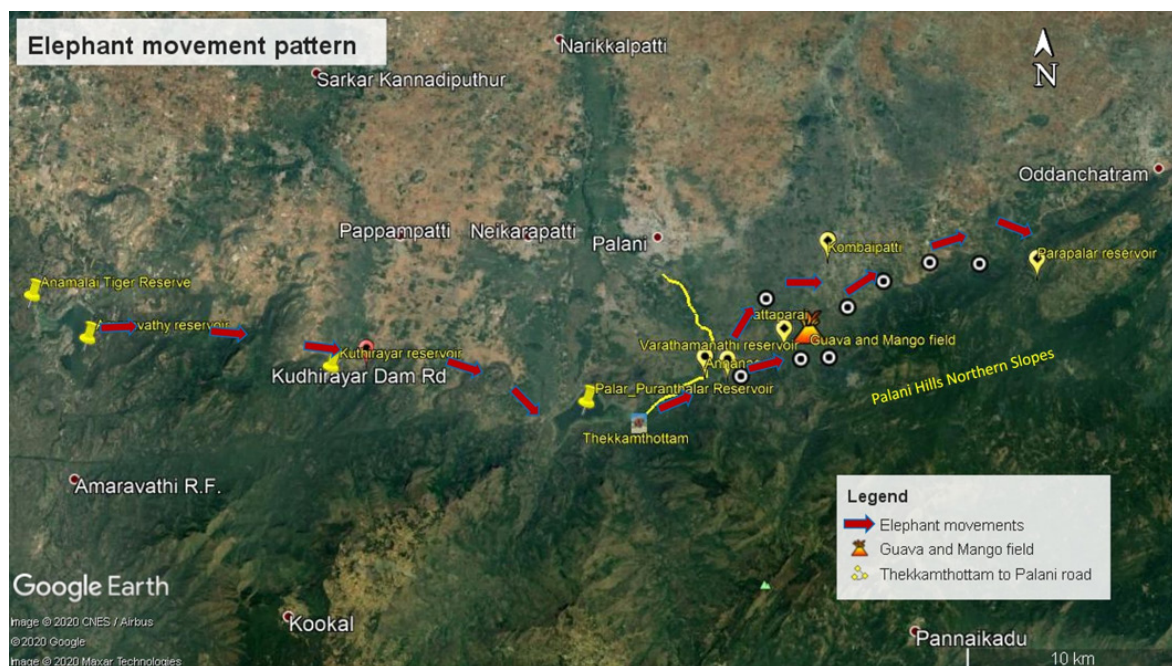 Elephant movement pattern
Narikkalpatti
Sarkar Kannadiputhur
N
Oddanchatram
Pappampatti
Neikarapatti
Palani
Kombaipatti
Parapalar reservoir
Anamalai Tiger Reserve
reservoir
Kuthirayar reservoir
Varathamanathi reservoir
Guava and Mango field
Kudhirayar Dam Rd
Palar_Puranthalar Reservoir
Palani Hills Northern Slopes
Thekkamthottam
Amaravathi R.F.
Legend
Elephant movements
Guava and Mango field
Thekkamthottam to Palani road
Google Earth
Image © 2020 CNES / Airbus
© 2020 Google
Image © 2020 Maxar Technologies
Kookal
Pannaikadu
10 km